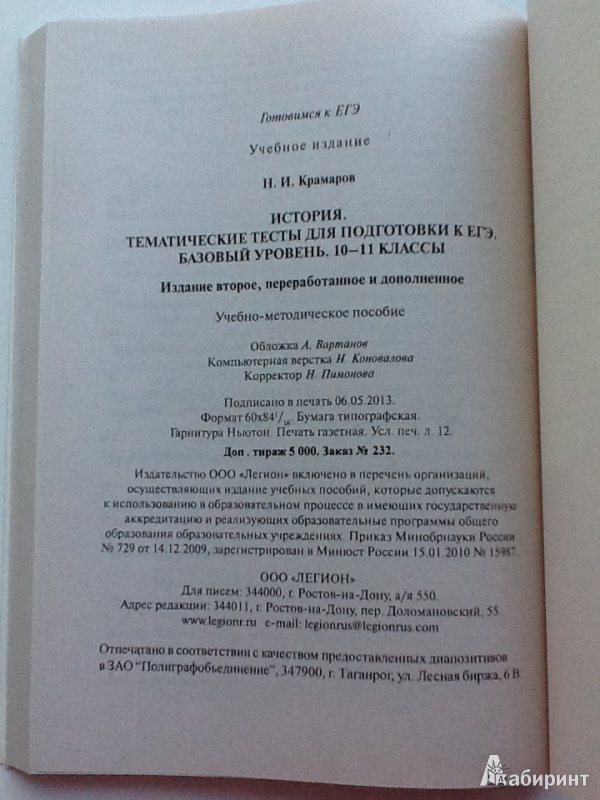 Готовимся к ЕГЭ
Учебное издание
Н. И. Крамаров
ИСТОРИЯ.
ТЕМАТИЧЕСКИЕ ТЕСТЫ ДЛЯ ПОДГОТОВКИ К ЕГЭ.
БАЗОВЫЙ УРОВЕНЬ. 10–11 КЛАССЫ
Издание второе, переработанное и дополненное
Учебно-методическое пособие
Обложка А. Вартанов
Компьютерная верстка Н. Коновалова
Корректор Н. Пимонова
Подписано в печать 06.05.2013.
Формат 60х84 1/16. Бумага типографская.
Гарнитура Ньютон. Печать газетная. Усл. печ. л. 12.
Доп. тираж 5 000. Заказ № 232.
Издательство ООО «Легион» включено в перечень организаций,
осуществляющих издание учебных пособий, которые допускаются
к использованию в образовательном процессе в имеющих государственную
аккредитацию и реализующих образовательные программы общего
образования образовательных учреждениях. Приказ Минобрнауки России
№ 729 от 14.12.2009, зарегистрирован в Минюст России 15.01.2010 № 15987.
ООО «ЛЕГИОН»
Для писем: 344000, г. Ростов-на-Дону, а/я 550.
Адрес редакции: 344011, г. Ростов-на-Дону, пер. Доломановский, 55.
www.legionr.ru e-mail: legionrus@legionrus.com
Отпечатано в соответствии с качеством предоставленных диапозитивов
в ЗАО "Полиграфобьединение", 347900, г. Таганрог, ул. Лесная биржа, 6 В.
Лабиринт